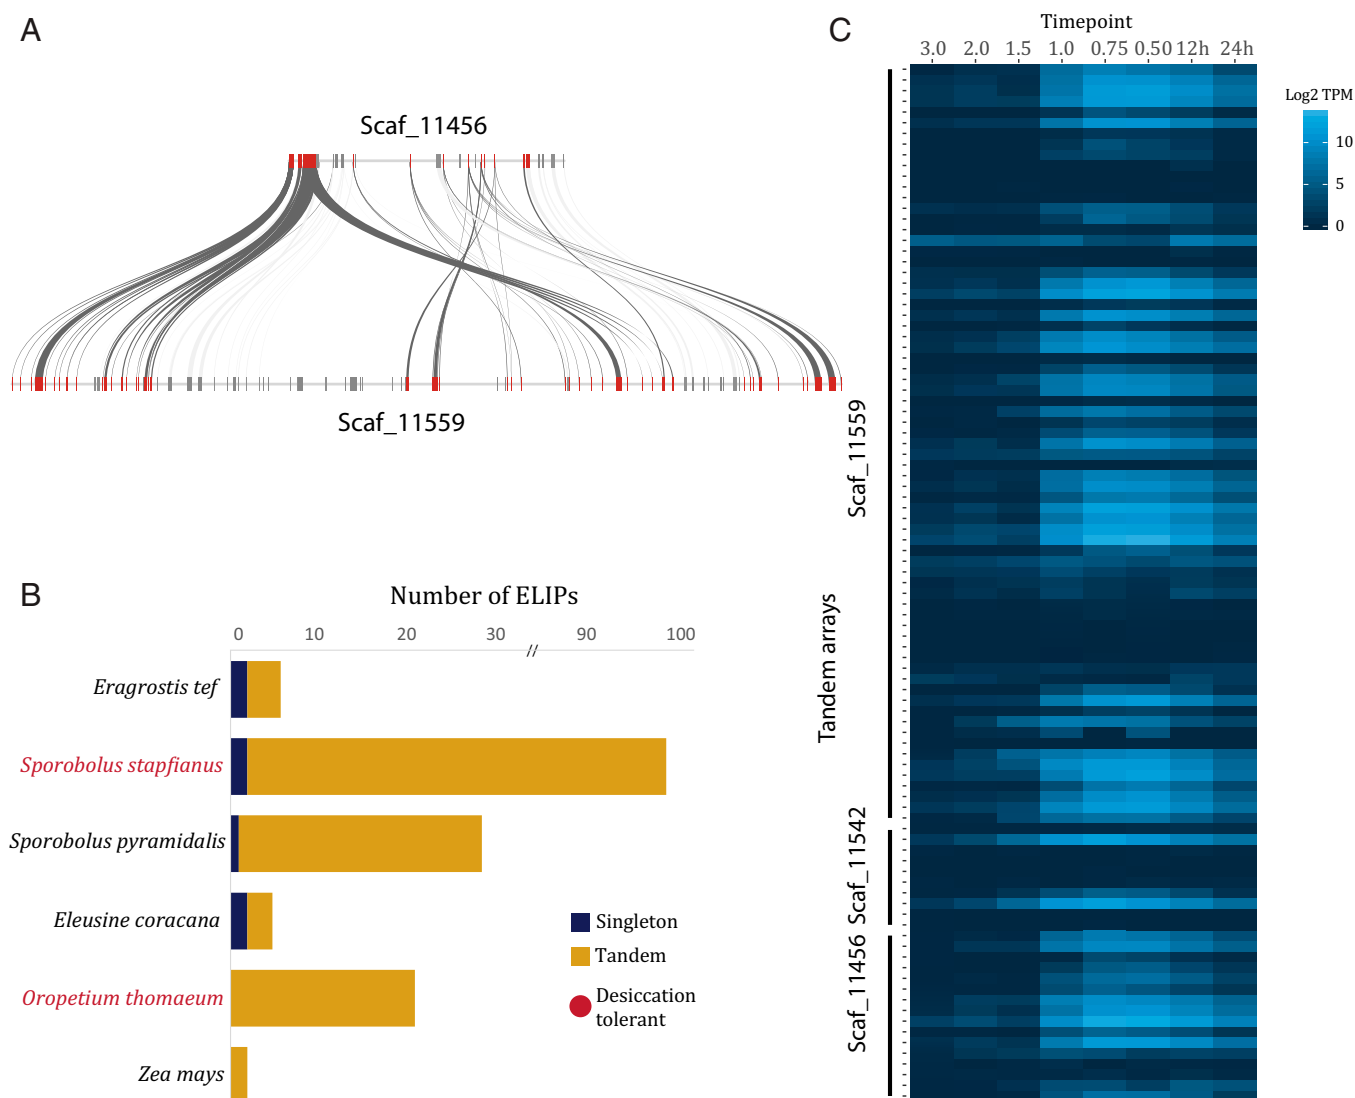 A
Scaf_11456
Scaf_11559
B
Number of ELIPs
0 10 20 30 90 100
Eragrostis tef
Sporobolus stapfianus
Sporobolus pyramidalis
Eleusine coracana
Oropetium thomaeum
Zea mays
Singleton
Tandem
Desiccation
tolerant
C
Timepoint
3.0 2.0 1.5 1.0 0.75 0.50 12h 24h
Log2 TPM
10
5
0
Tandem arrays
Scaf_11559
Scaf_11542
Scaf_11456